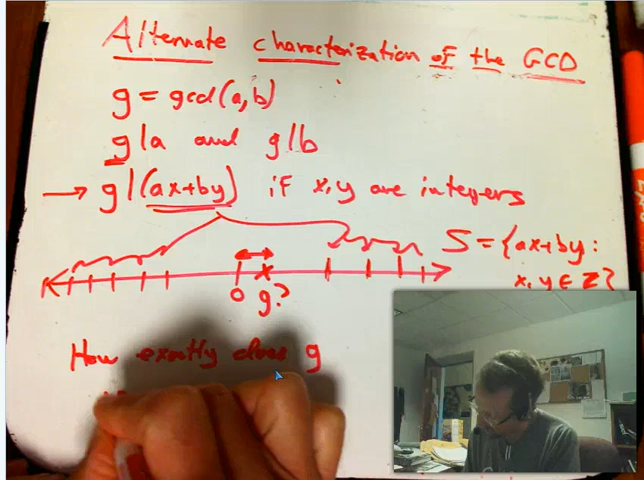 Alternate characterization of the GCD
g = gcd(a,b)
g|a and g|b
→ g|(ax+by) if x,y are integers
S = {ax+by:
x,y ∈ Z}
0 g?
How exactly does g